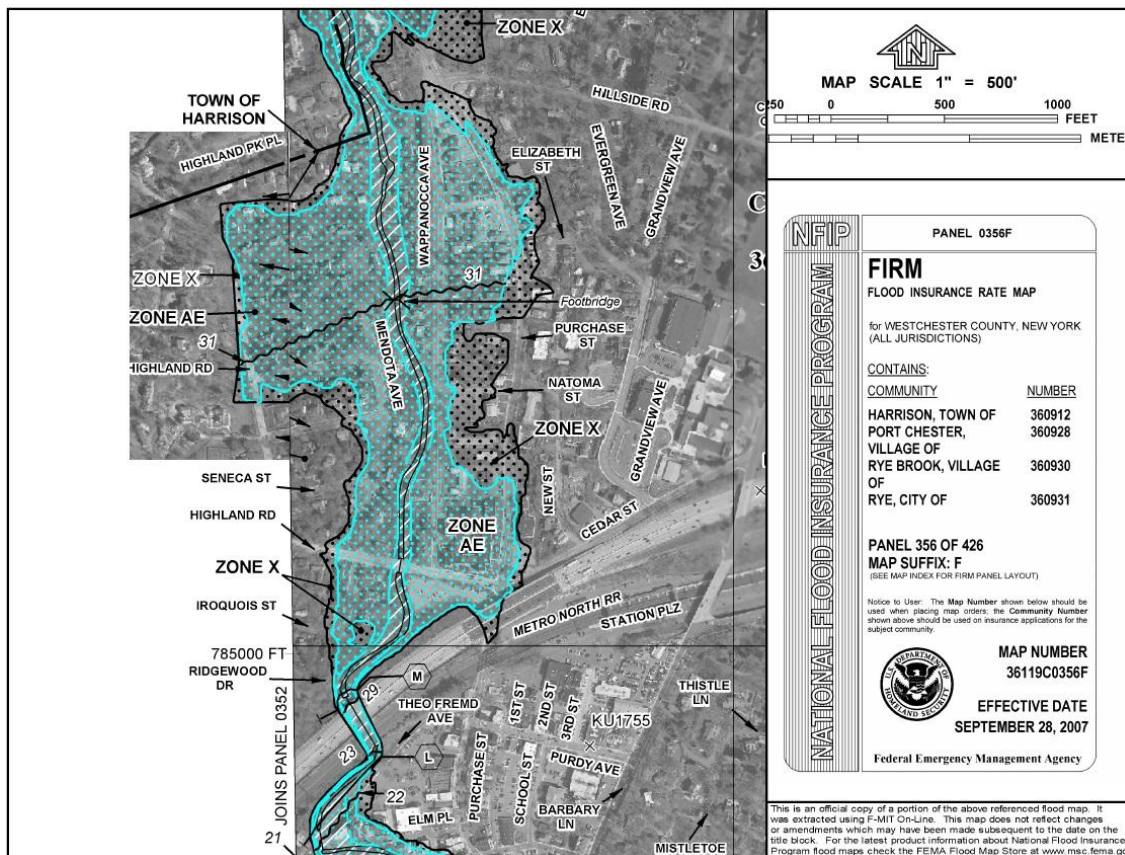 ZONE X
TOWN OF
HARRISON
HIGHLAND PK PL
WAPPANOCCA AVE
ELIZABETH
ST
HILLSIDE RD
EVERGREEN AVE
GRANDVIEW AVE
ZONE X
ZONE AE
31
31
HIGHLAND RD
Footbridge
MENDOTA AVE
PURCHASE
ST
NATOMA
ST
ZONE X
GRANDVIEW AVE
NEW ST
CEDAR ST
SENECA ST
HIGHLAND RD
ZONE
AE
ZONE X
IROQUOIS ST
METRO NORTH RR
STATION PLZ
785000 FT
RIDGEWOOD
DR
JOINS PANEL 0352
29
M
THEO FREMD
AVE
23
L
22
21
ELM PL
PURCHASE ST
1ST ST
2ND ST
3RD ST
SCHOOL ST
KU1755
PURDY AVE
BARBARY
LN
THISTLE
LN
MISTLETOE
MAP SCALE 1" = 500'
250 0 500 1000
FEET
METE
NFIP
NATIONAL FLOOD INSURANCE PROGRAM
PANEL 0356F
FIRM
FLOOD INSURANCE RATE MAP
for WESTCHESTER COUNTY, NEW YORK
(ALL JURISDICTIONS)
CONTAINS:
COMMUNITY NUMBER
HARRISON, TOWN OF 360912
PORT CHESTER, 360928
VILLAGE OF
RYE BROOK, VILLAGE 360930
OF
RYE, CITY OF 360931
PANEL 356 OF 426
MAP SUFFIX: F
(SEE MAP INDEX FOR FIRM PANEL LAYOUT)
Notice to User: The Map Number shown below should be
used when placing map orders; the Community Number
shown above should be used on insurance applications for the
subject community.
U.S. DEPARTMENT OF
HOMELAND SECURITY
MAP NUMBER
36119C0356F
EFFECTIVE DATE
SEPTEMBER 28, 2007
Federal Emergency Management Agency
This is an official copy of a portion of the above referenced flood map. It
was extracted using F-MIT On-Line. This map does not reflect changes
or amendments which may have been made subsequent to the date on the
title block. For the latest product information about National Flood Insurance
Program flood maps check the FEMA Flood Map Store at www.msc.fema.go